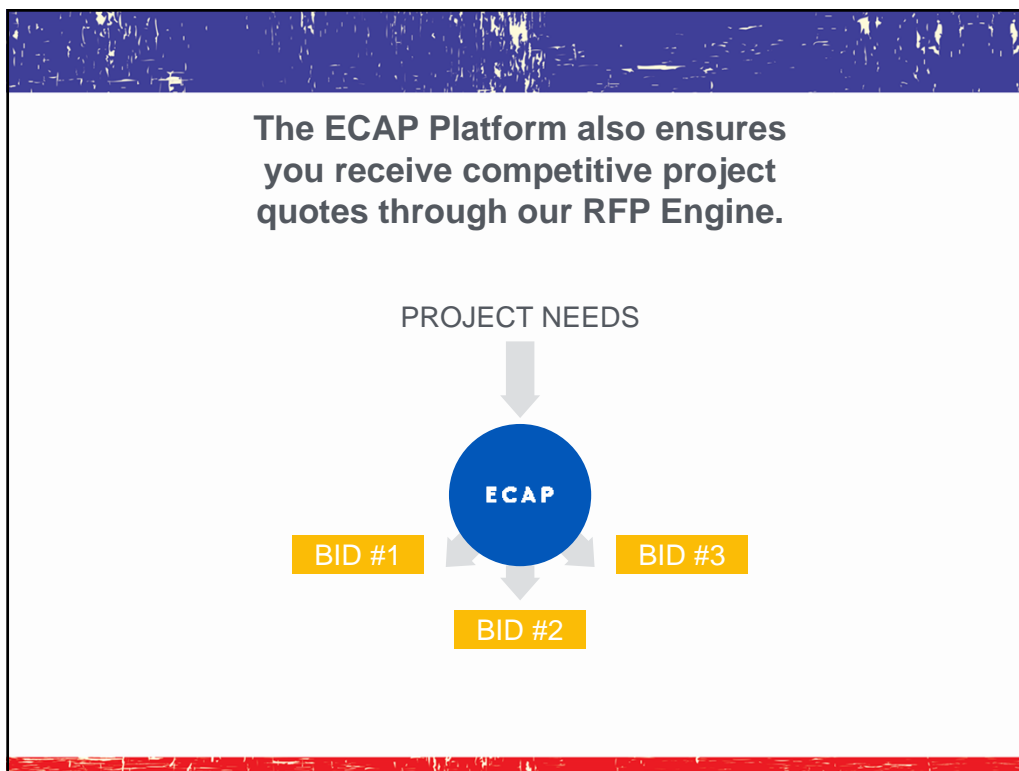 The ECAP Platform also ensures
you receive competitive project
quotes through our RFP Engine.
PROJECT NEEDS
ECAP
BID #1
BID #3
BID #2